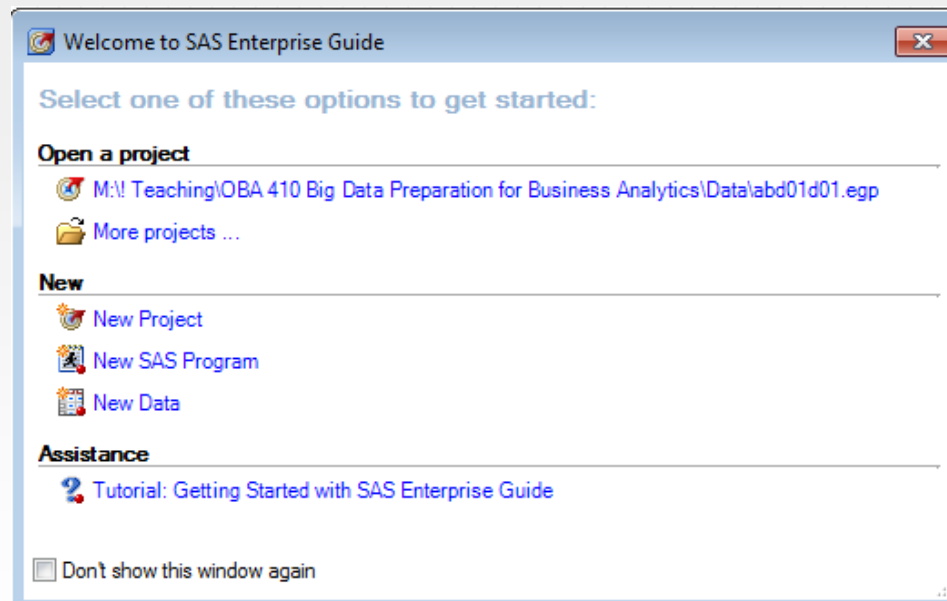 Welcome to SAS Enterprise Guide
Select one of these options to get started:
Open a project
M:\! Teaching\OBA 410 Big Data Preparation for Business Analytics\Data\abd01d01.egp
More projects ...
New
New Project
New SAS Program
New Data
Assistance
Tutorial: Getting Started with SAS Enterprise Guide
Don't show this window again